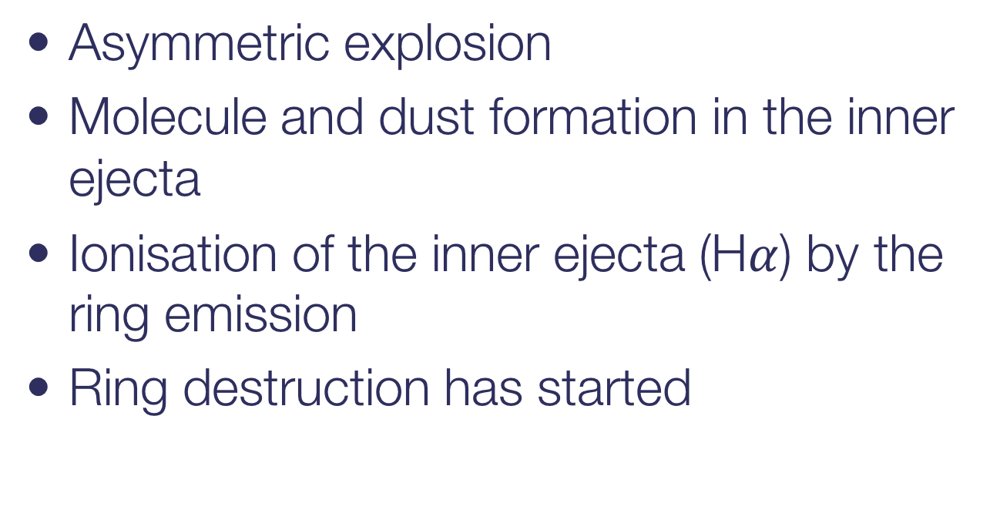 • Asymmetric explosion
• Molecule and dust formation in the inner
ejecta
• Ionisation of the inner ejecta (Hα) by the
ring emission
• Ring destruction has started